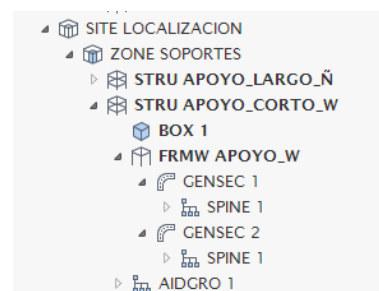 SITE LOCALIZACION
ZONE SOPORTES
STRU APOYO_LARGO_Ñ
STRU APOYO_CORTO_W
BOX 1
FRMW APOYO_W
GENSEC 1
SPINE 1
GENSEC 2
SPINE 1
AIDGRO 1